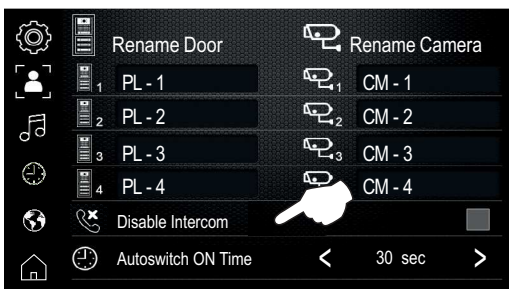 Rename Door Rename Camera
1 PL - 1 1 CM - 1
2 PL - 2 2 CM - 2
3 PL - 3 3 CM - 3
4 PL - 4 CM - 4
Disable Intercom
Autoswitch ON Time < 30 sec >